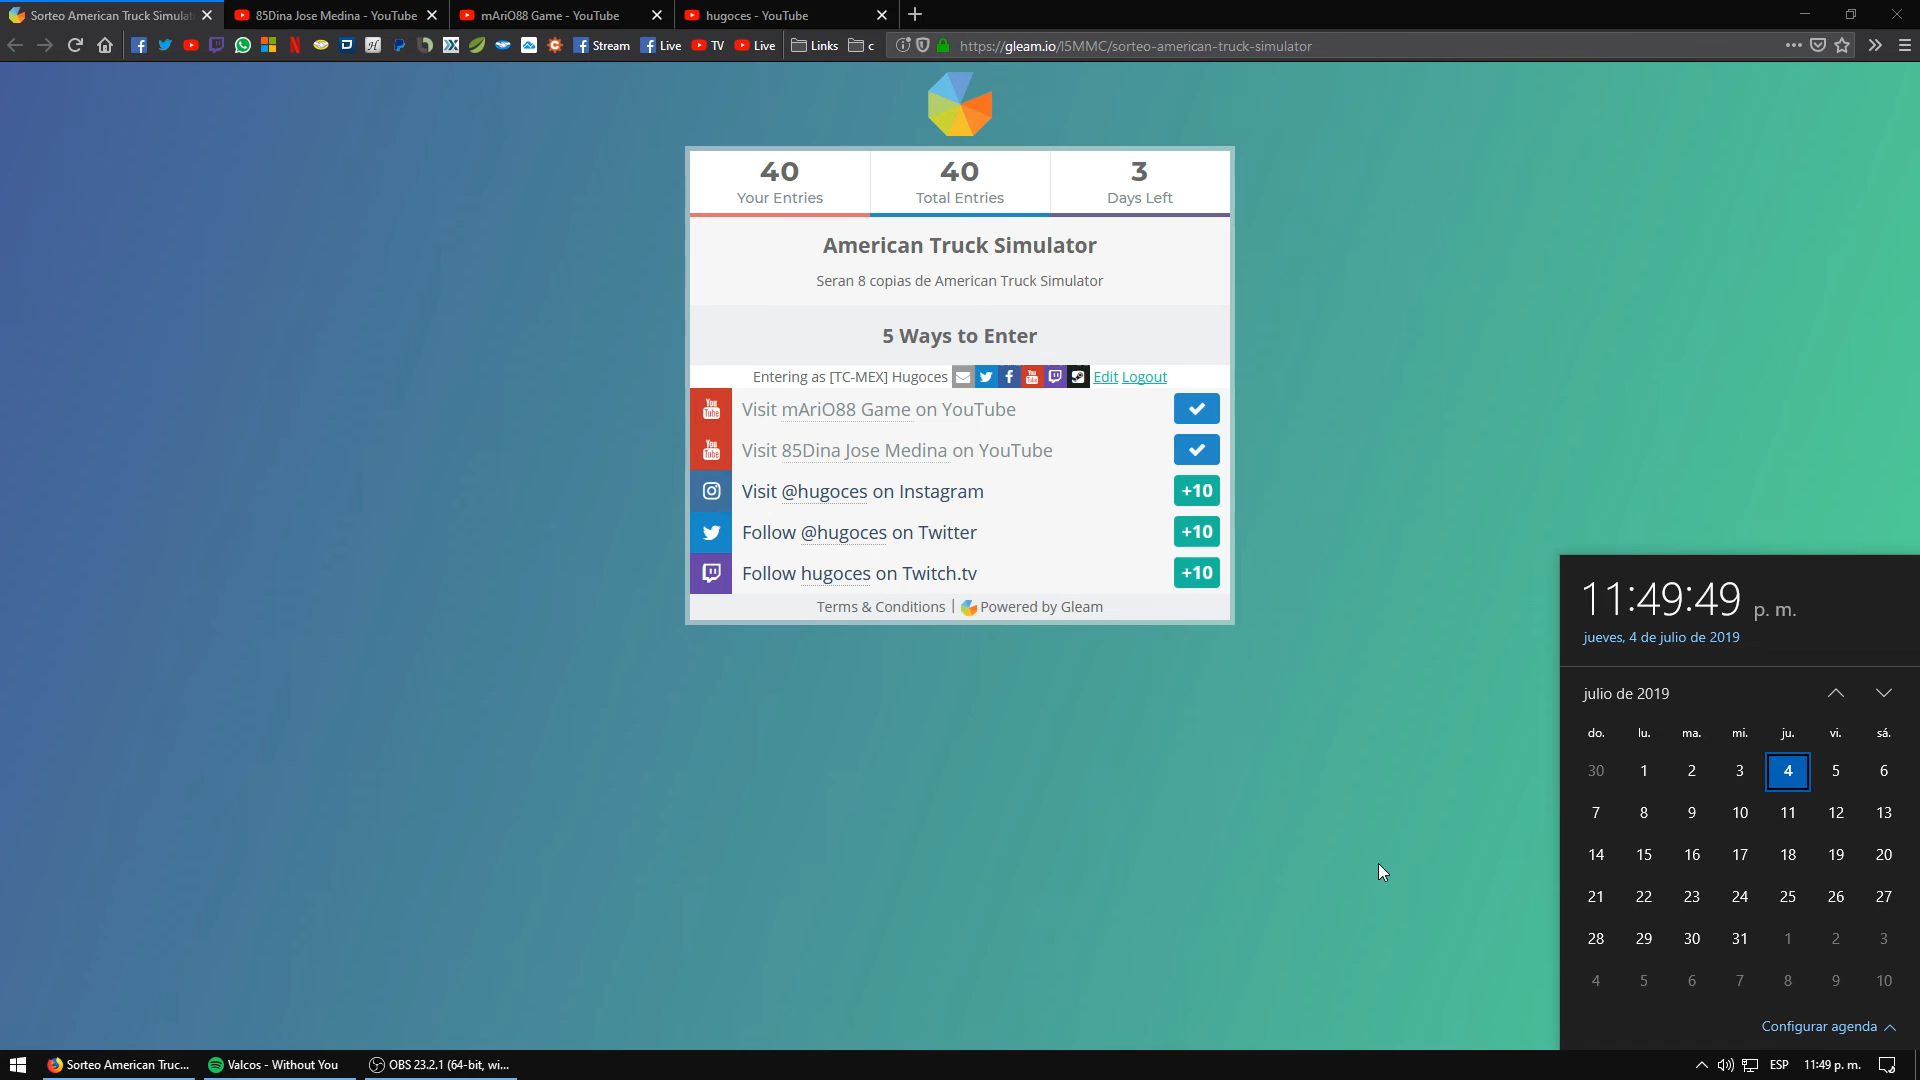 Sorteo American Truck Simulat
85Dina Jose Medina - YouTube
mAriO88 Game - YouTube
hugoces - YouTube
Stream
Live
TV
Live
Links
c
https://gleam.io/l5MMC/sorteo-american-truck-simulator
40
Your Entries
40
Total Entries
3
Days Left
American Truck Simulator
Seran 8 copias de American Truck Simulator
5 Ways to Enter
Entering as [TC-MEX] Hugoces Edit Logout
Visit mAriO88 Game on YouTube
Visit 85Dina Jose Medina on YouTube
Visit @hugoces on Instagram +10
Follow @hugoces on Twitter +10
Follow hugoces on Twitch.tv +10
Terms & Conditions | Powered by Gleam
11:49:49 p. m.
jueves, 4 de julio de 2019
julio de 2019
do. lu. ma. mi. ju. vi. sá.
30 1 2 3 4 5 6
7 8 9 10 11 12 13
14 15 16 17 18 19 20
21 22 23 24 25 26 27
28 29 30 31 1 2 3
4 5 6 7 8 9 10
Configurar agenda
Sorteo American Truc...
Valcos - Without You
OBS 23.2.1 (64-bit, wi...
ESP
11:49 p. m.